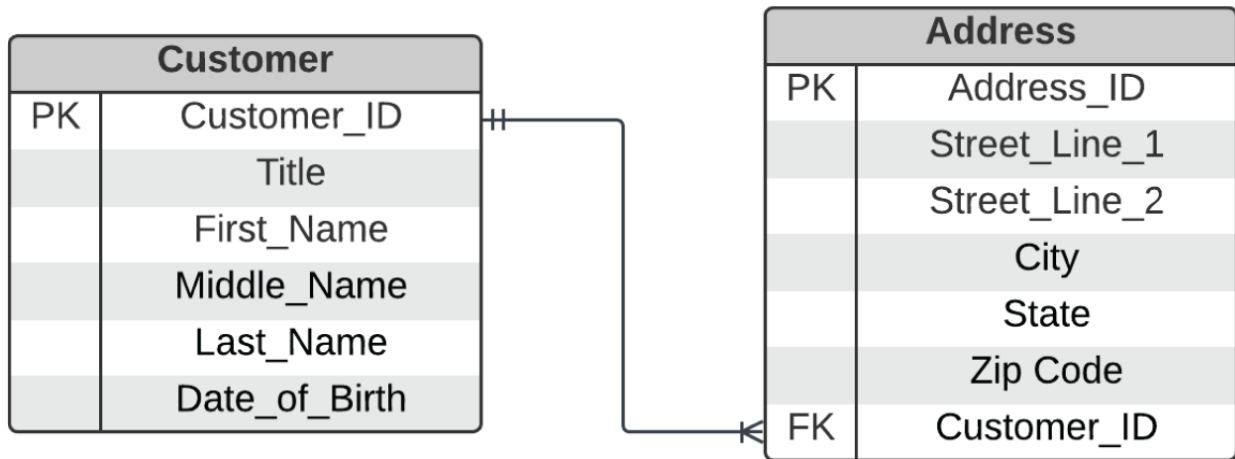 Customer
PK Customer_ID
Title
First_Name
Middle_Name
Last_Name
Date_of_Birth
Address
PK Address_ID
Street_Line_1
Street_Line_2
City
State
Zip Code
FK Customer_ID